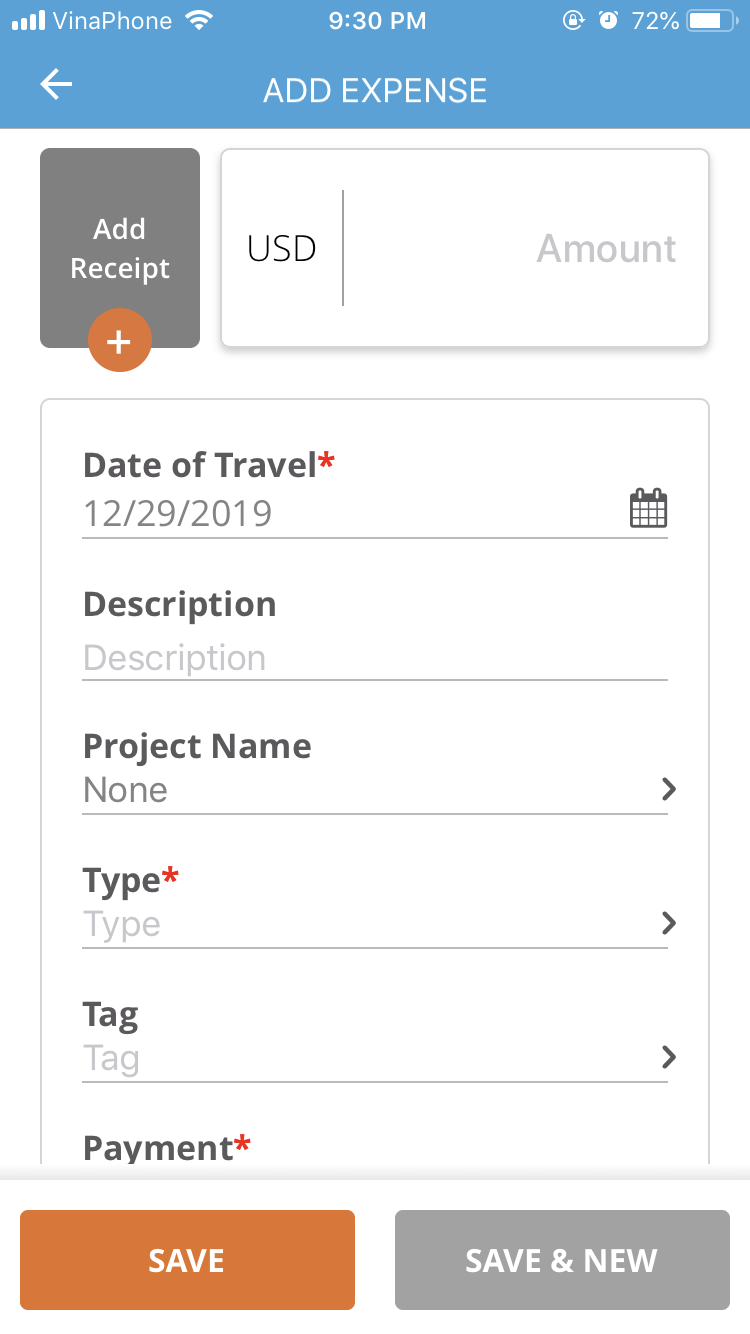 VinaPhone 9:30 PM 72%
ADD EXPENSE
Add
Receipt
+
USD Amount
Date of Travel*
12/29/2019
Description
Description
Project Name
None
Type*
Type
Tag
Tag
Payment*
SAVE SAVE & NEW